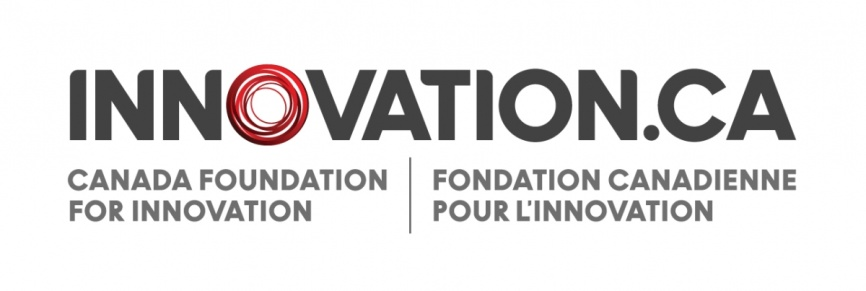 INNOVATION.CA
CANADA FOUNDATION
FOR INNOVATION
FONDATION CANADIENNE
POUR L'INNOVATION